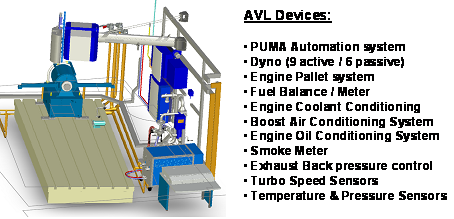 AVL Devices:
• PUMA Automation system
• Dyno (9 active / 6 passive)
• Engine Pallet system
• Fuel Balance / Meter
• Engine Coolant Conditioning
• Boost Air Conditioning System
• Engine Oil Conditioning System
• Smoke Meter
• Exhaust Back pressure control
• Turbo Speed Sensors
• Temperature & Pressure Sensors